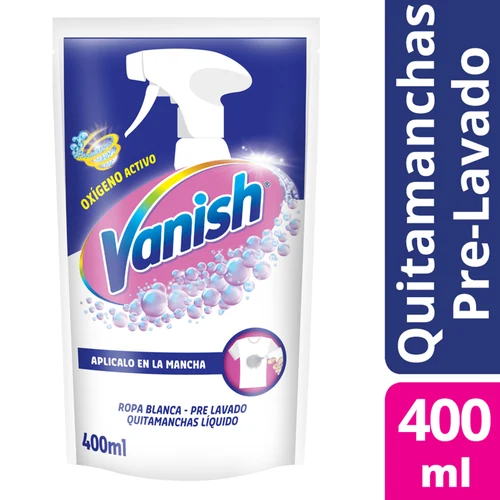 OXÍGENO ACTIVO
Vanish®
APLICALO EN LA MANCHA
ROPA BLANCA - PRE LAVADO
QUITAMANCHAS LÍQUIDO
400ml
Quitamanchas
Pre-Lavado
400
ml